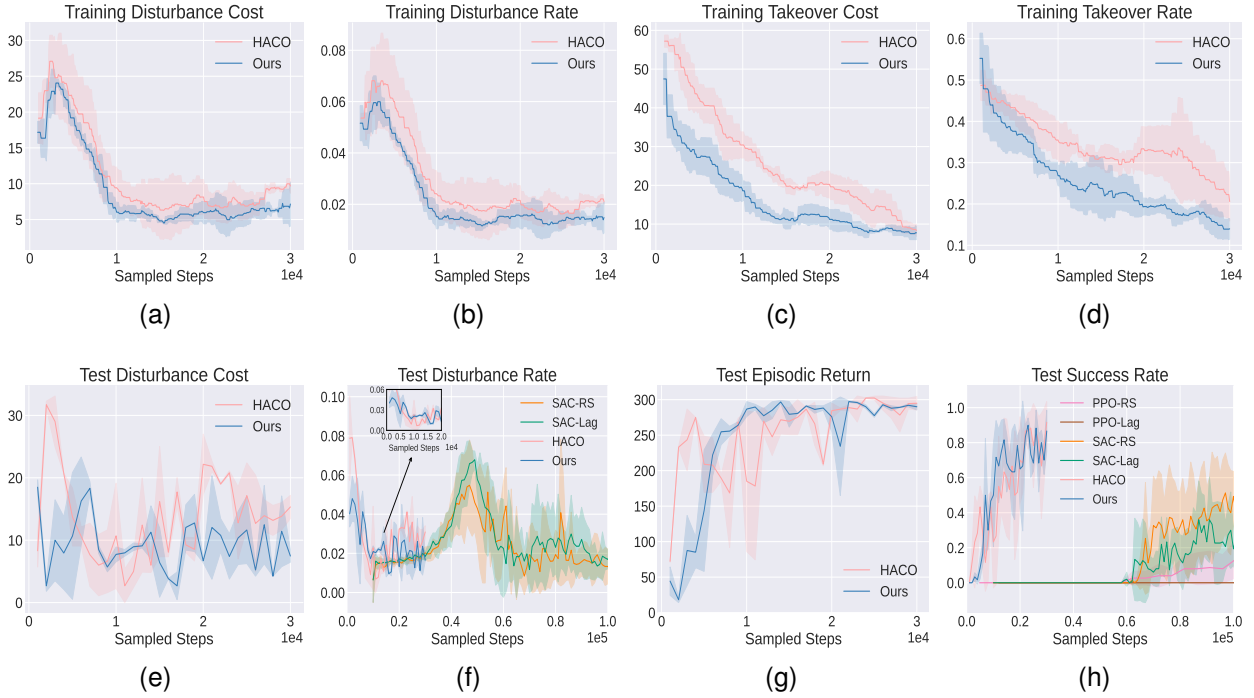 Training Disturbance Cost
30
25
20
15
10
5
HACO
Ours
0 1 2 3
Sampled Steps
1e4
(a)
Training Disturbance Rate
0.08
0.06
0.04
0.02
HACO
Ours
0 1 2 3
Sampled Steps
1e4
(b)
Training Takeover Cost
60
50
40
30
20
10
HACO
Ours
0 1 2 3
Sampled Steps
1e4
(c)
Training Takeover Rate
0.6
0.5
0.4
0.3
0.2
0.1
HACO
Ours
0 1 2 3
Sampled Steps
1e4
(d)
Test Disturbance Cost
30
20
10
0
HACO
Ours
0 1 2 3
Sampled Steps
1e4
(e)
Test Disturbance Rate
0.10
0.08
0.06
0.04
0.02
0.00
0.06
0.03
0.00
0.0 0.5 1.0 1.5 2.0
Sampled Steps
1e4
SAC-RS
SAC-Lag
HACO
Ours
0.0 0.2 0.4 0.6 0.8 1.0
Sampled Steps
1e5
(f)
Test Episodic Return
300
250
200
150
100
50
0
HACO
Ours
0 1 2 3
Sampled Steps
1e4
(g)
Test Success Rate
1.0
0.8
0.6
0.4
0.2
0.0
PPO-RS
PPO-Lag
SAC-RS
SAC-Lag
HACO
Ours
0.0 0.2 0.4 0.6 0.8 1.0
Sampled Steps
1e5
(h)